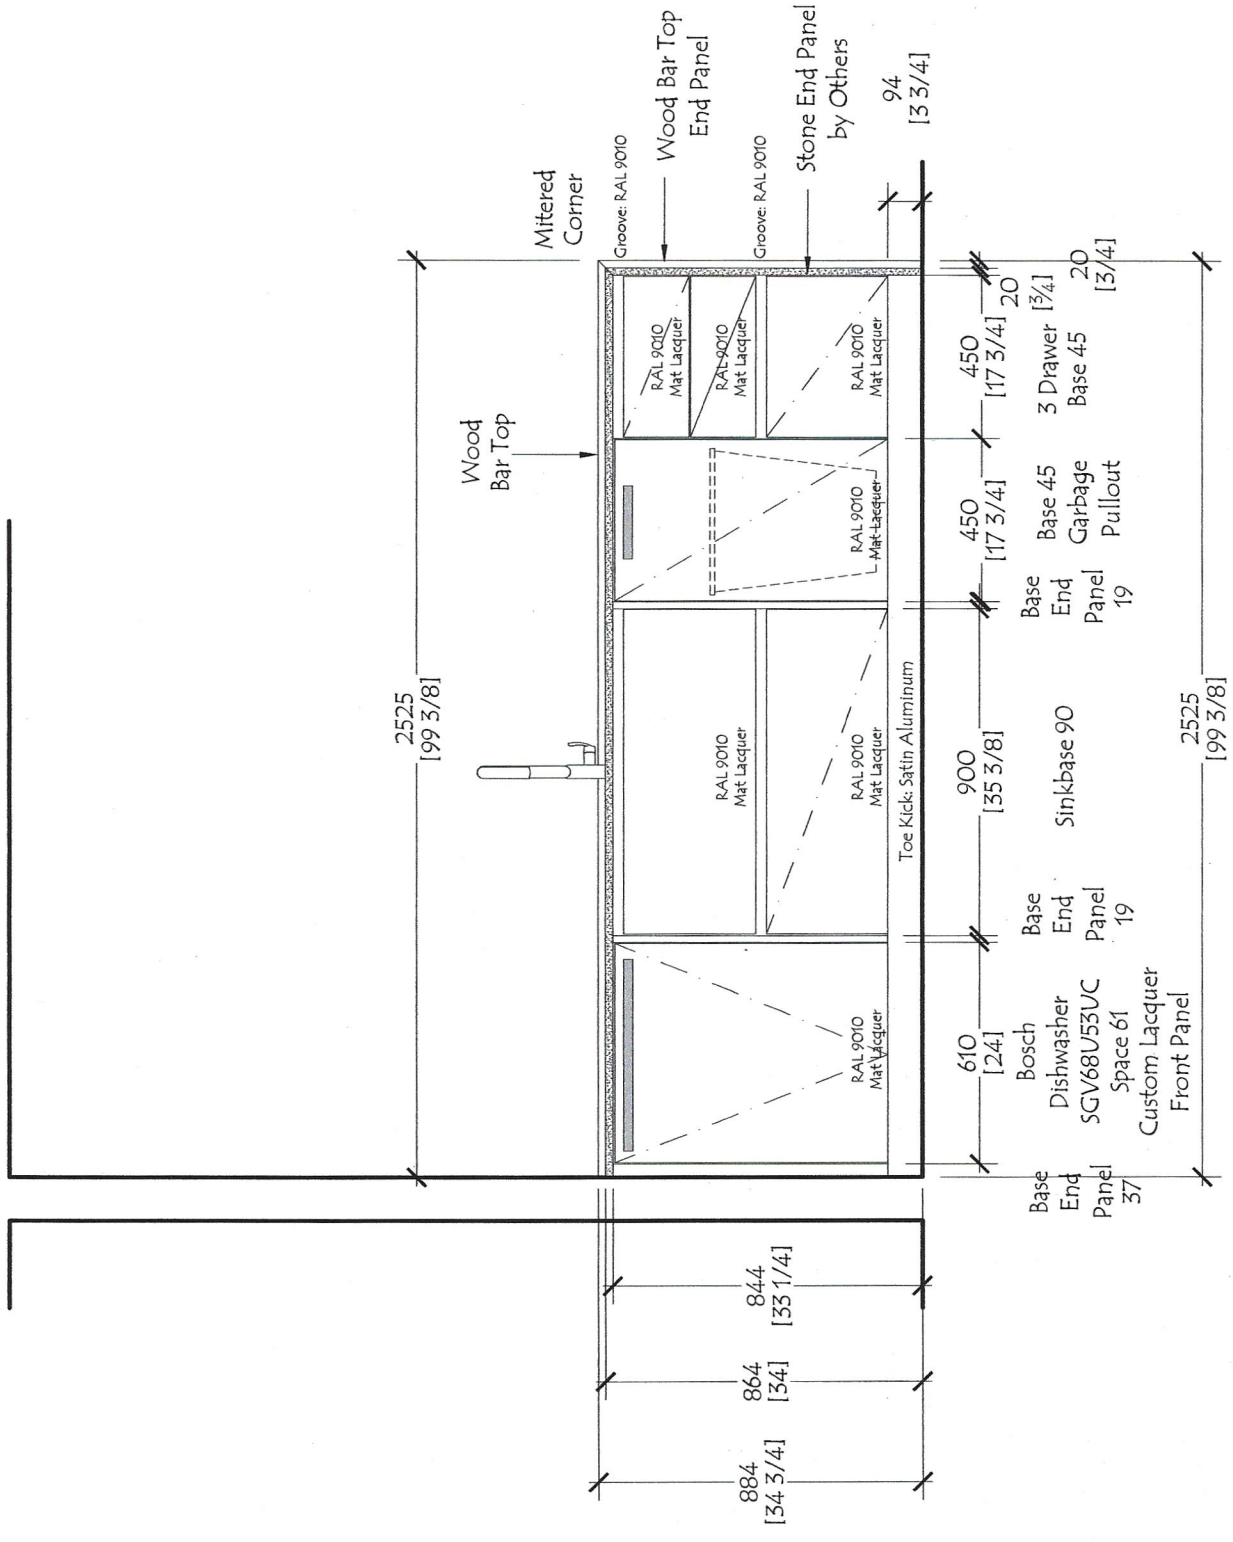 2525
[99 3/8]
Wood
Bar Top
Mitered
Corner
Groove: RAL 9010
Wood Bar Top
End Panel
Groove: RAL 9010
Stone End Panel
by Others
94
[3 3/4]
884
[34 3/4]
864
[34]
844
[33 1/4]
RAL 9010
Mat Lacquer
RAL 9010
Mat Lacquer
RAL 9010
Mat Lacquer
RAL 9010
Mat Lacquer
RAL 9010
Mat Lacquer
RAL 9010
Mat Lacquer
RAL 9010
Mat Lacquer
Toe Kick: Satin Aluminum
610
[24]
900
[35 3/8]
450
[17 3/4]
450
[17 3/4]
20
[3/4]
20
[3/4]
Base
End
Panel
37
Bosch
Dishwasher
SGV68U53UC
Space 61
Custom Lacquer
Front Panel
Base
End
Panel
19
Sinkbase 90
Base
End
Panel
19
Base 45
Garbage
Pullout
3 Drawer
Base 45
2525
[99 3/8]